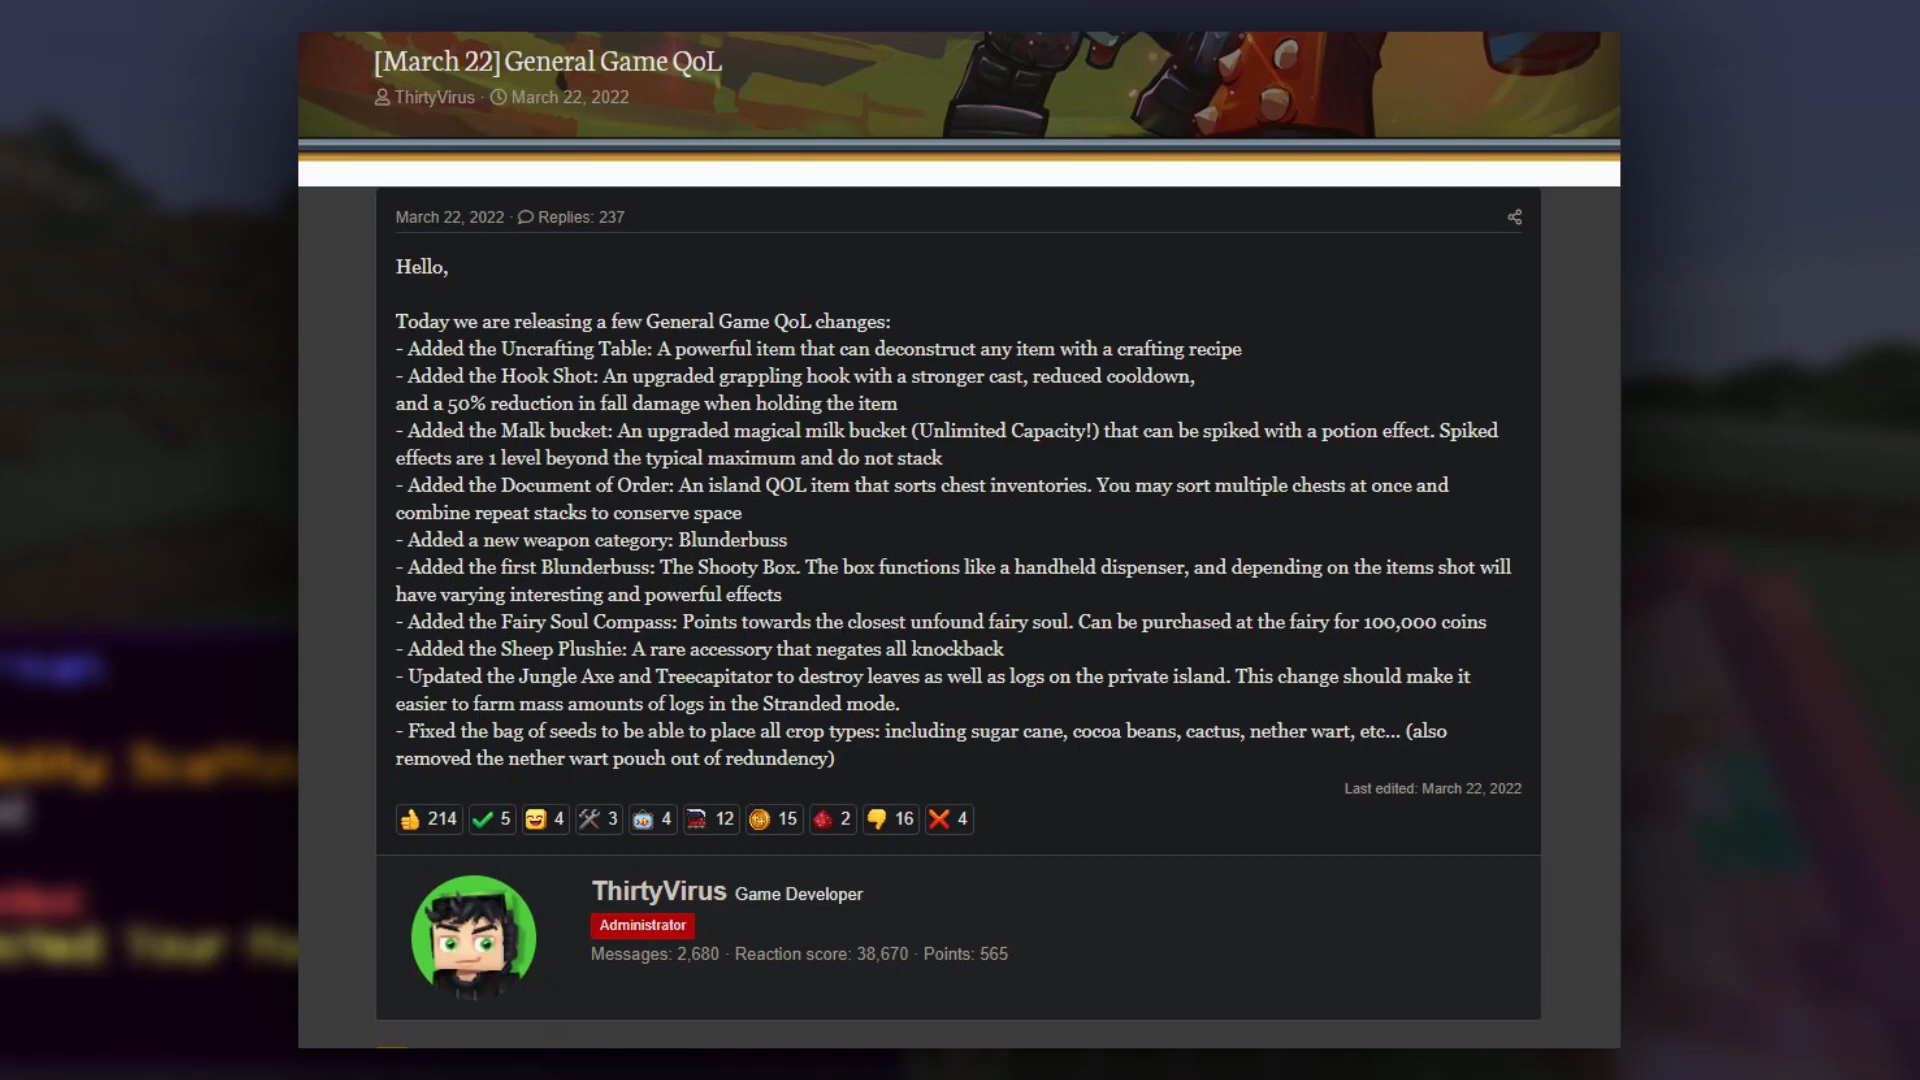 [March 22] General Game QoL
ThirtyVirus · March 22, 2022
March 22, 2022 · Replies: 237
Hello,
Today we are releasing a few General Game QoL changes:
- Added the Uncrafting Table: A powerful item that can deconstruct any item with a crafting recipe
- Added the Hook Shot: An upgraded grappling hook with a stronger cast, reduced cooldown,
and a 50% reduction in fall damage when holding the item
- Added the Malk bucket: An upgraded magical milk bucket (Unlimited Capacity!) that can be spiked with a potion effect. Spiked
effects are 1 level beyond the typical maximum and do not stack
- Added the Document of Order: An island QOL item that sorts chest inventories. You may sort multiple chests at once and
combine repeat stacks to conserve space
- Added a new weapon category: Blunderbuss
- Added the first Blunderbuss: The Shooty Box. The box functions like a handheld dispenser, and depending on the items shot will
have varying interesting and powerful effects
- Added the Fairy Soul Compass: Points towards the closest unfound fairy soul. Can be purchased at the fairy for 100,000 coins
- Added the Sheep Plushie: A rare accessory that negates all knockback
- Updated the Jungle Axe and Treecapitator to destroy leaves as well as logs on the private island. This change should make it
easier to farm mass amounts of logs in the Stranded mode.
- Fixed the bag of seeds to be able to place all crop types: including sugar cane, cocoa beans, cactus, nether wart, etc... (also
removed the nether wart pouch out of redundency)
Last edited: March 22, 2022
214 5 4 3 4 12 15 2 16 4
ThirtyVirus Game Developer
Administrator
Messages: 2,680 · Reaction score: 38,670 · Points: 565